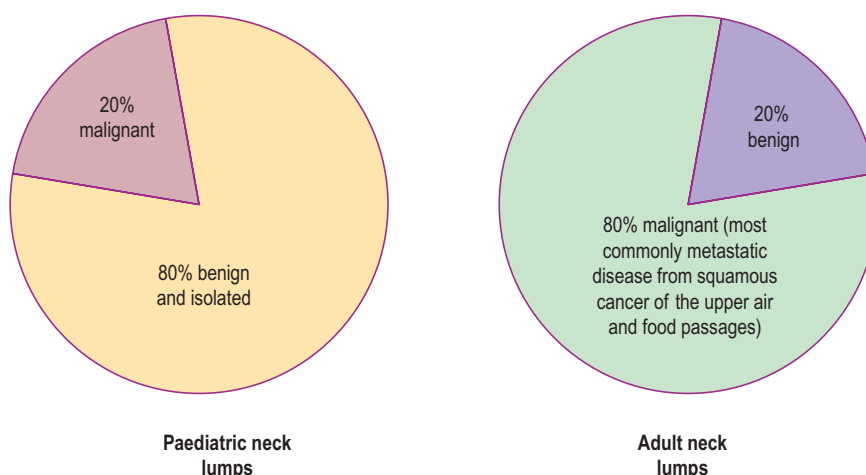 20%
malignant
80% benign
and isolated
Paediatric neck
lumps
20%
benign
80% malignant (most
commonly metastatic
disease from squamous
cancer of the upper air
and food passages)
Adult neck
lumps